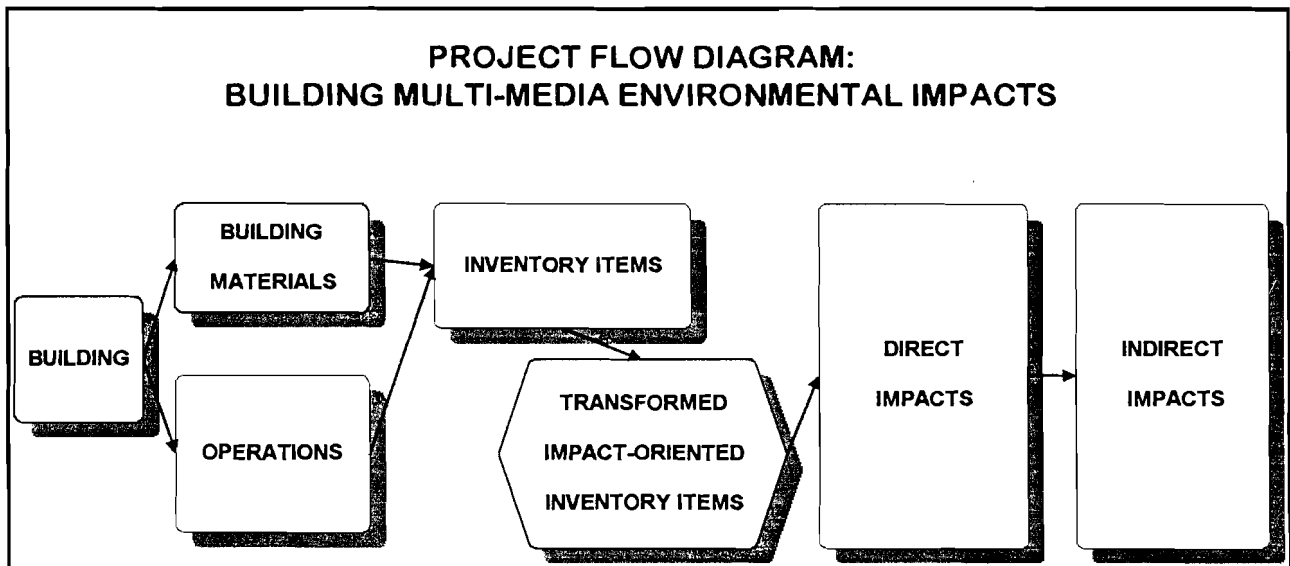 PROJECT FLOW DIAGRAM:
BUILDING MULTI-MEDIA ENVIRONMENTAL IMPACTS
BUILDING
BUILDING
MATERIALS
OPERATIONS
INVENTORY ITEMS
TRANSFORMED
IMPACT-ORIENTED
INVENTORY ITEMS
DIRECT
IMPACTS
INDIRECT
IMPACTS